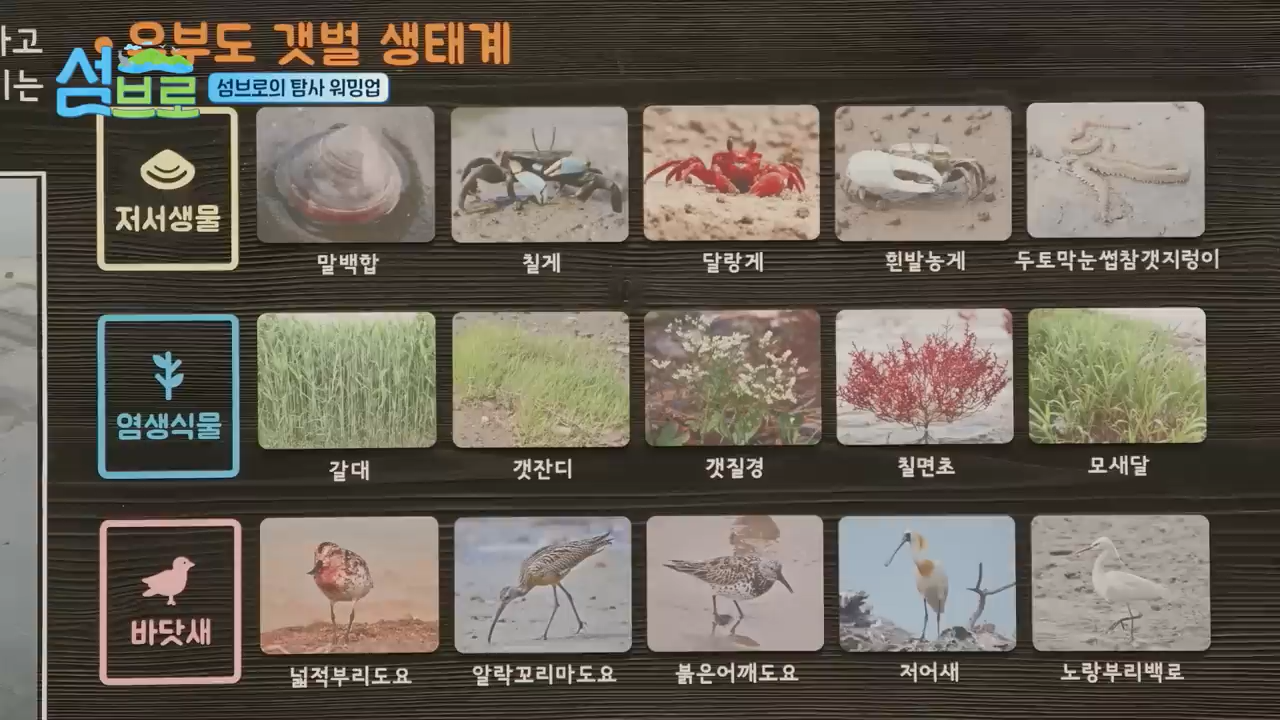 하고
유부도 갯벌 생태계
이는
섬브로
섬브로의 탐사 워밍업
저서생물
말백합
칠게
달랑게
흰발농게
두토막눈썹참갯지렁이
염생식물
갈대
갯잔디
갯질경
칠면초
모새달
바닷새
넓적부리도요
알락꼬리마도요
붉은어깨도요
저어새
노랑부리백로